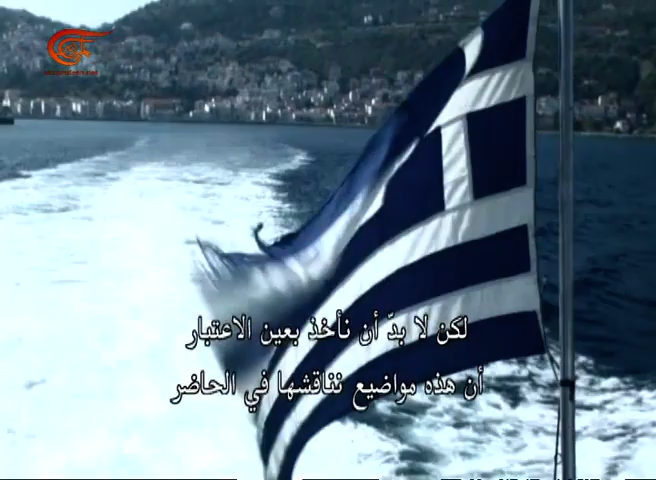 لكن لا بدّ أن نأخذ بعين الاعتبار
أن هذه مواضيع نناقشها في الحاضر